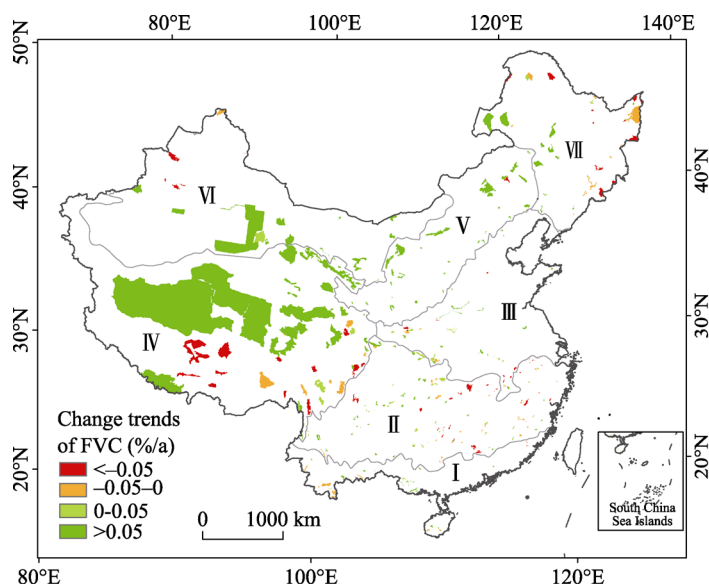 80°E 100°E 120°E 140°E
50°N
40°N
30°N
20°N
40°N
30°N
20°N
VII
VI
V
III
IV
II
I
Change trends
of FVC (%/a)
<–0.05
–0.05–0
0-0.05
>0.05
0 1000 km
South China
Sea Islands
80°E 100°E 120°E